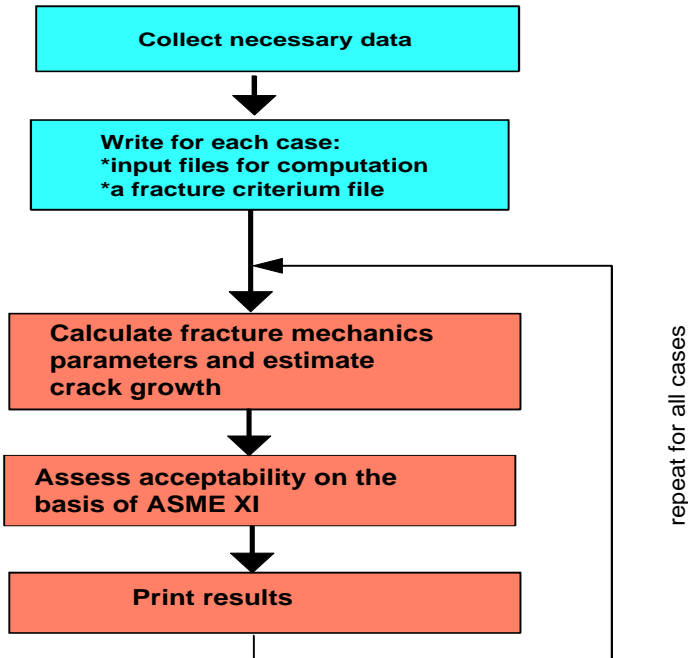 Collect necessary data
Write for each case:
*input files for computation
*a fracture criterium file
Calculate fracture mechanics
parameters and estimate
crack growth
Assess acceptability on the
basis of ASME XI
Print results
repeat for all cases